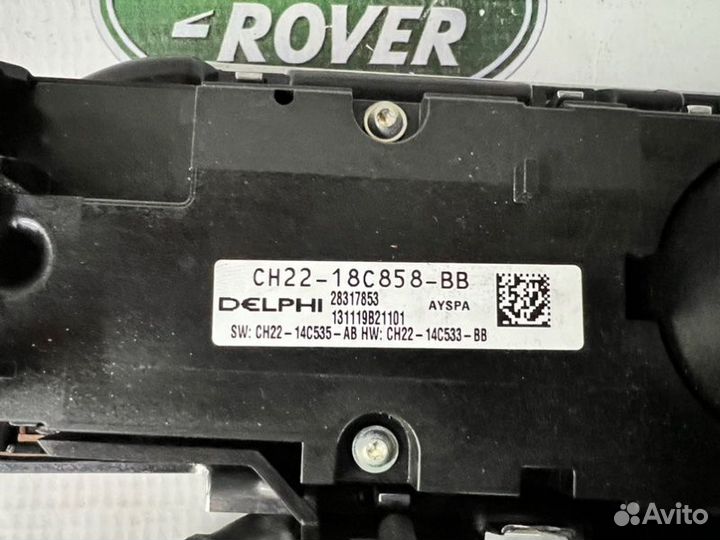 ROVER
CH22-18C858-BB
DELPHI 28317853 AYSPA
131119B21101
SW: CH22-14C535-AB HW: CH22-14C533-BB
Avito